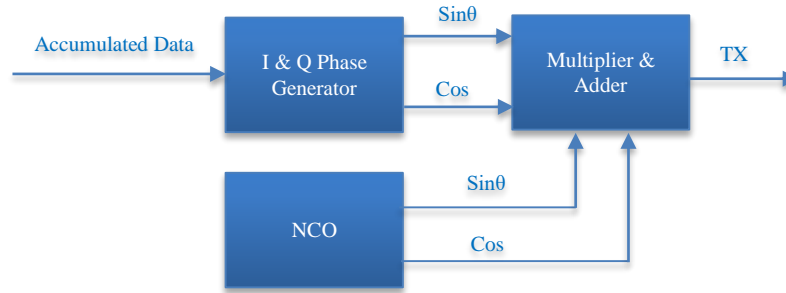 Sinθ
Accumulated Data
I & Q Phase
Generator
Cos
Multiplier &
Adder
TX
Sinθ
NCO
Cos